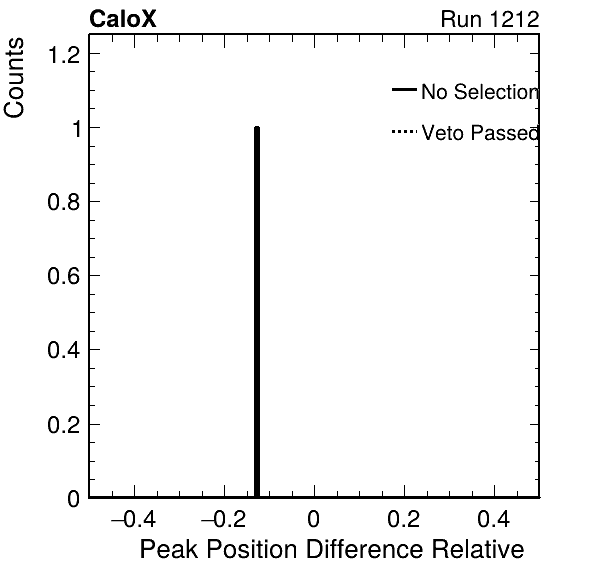 CaloX Run 1212
Counts
1.2
1
0.8
0.6
0.4
0.2
0
No Selection
Veto Passed
−0.4 −0.2 0 0.2 0.4
Peak Position Difference Relative